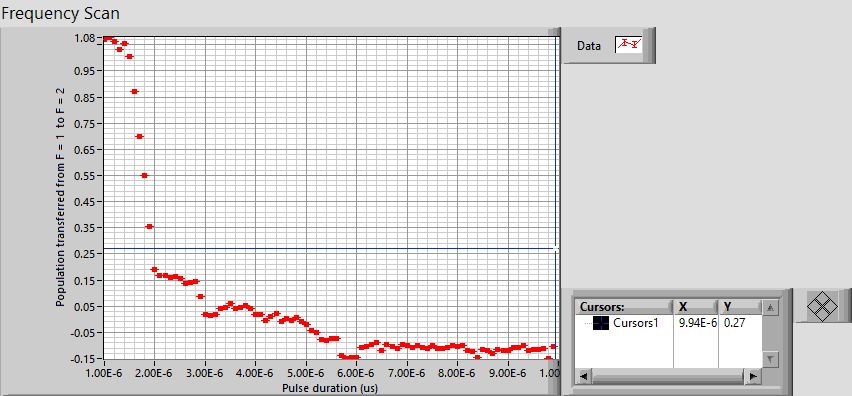 Frequency Scan
Population transferred from F = 1 to F = 2
1.08
0.95
0.85
0.75
0.65
0.55
0.45
0.35
0.25
0.15
0.05
-0.05
-0.15
1.00E-6 2.00E-6 3.00E-6 4.00E-6 5.00E-6 6.00E-6 7.00E-6 8.00E-6 9.00E-6 1.00
Pulse duration (us)
Data
Cursors: X Y
Cursors1 9.94E-6 0.27